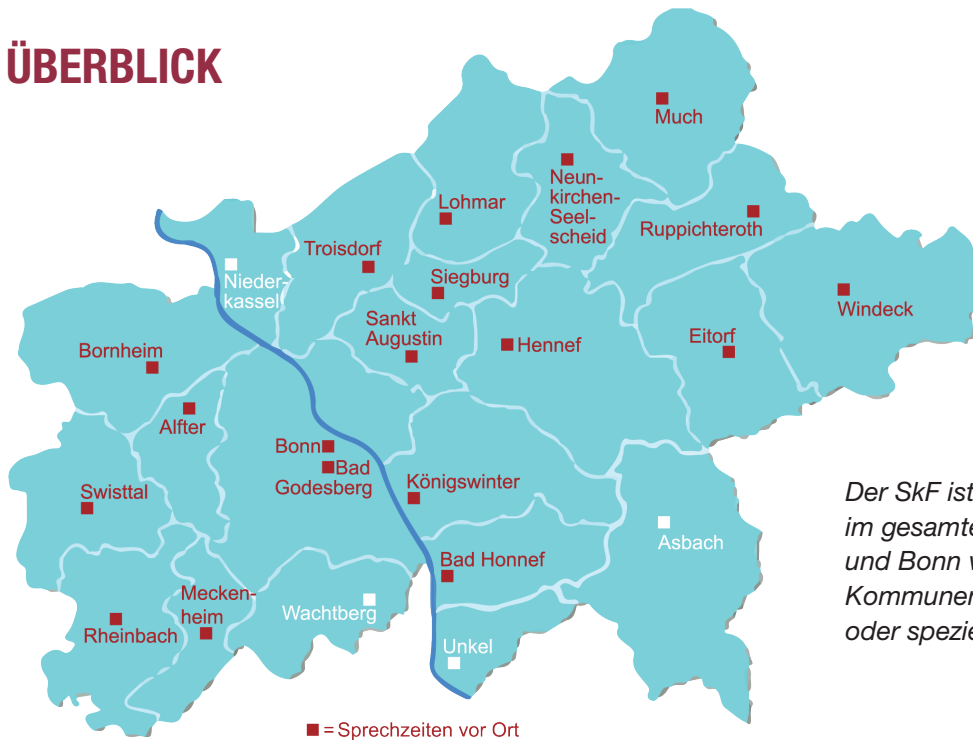 ÜBERBLICK
Much
Neun-
kirchen-
Seel-
scheid
Lohmar
Ruppichteroth
Troisdorf
Siegburg
Nieder-
kassel
Windeck
Sankt
Augustin
Hennef
Eitorf
Bornheim
Alfter
Bonn
Bad
Godesberg
Swisttal
Königswinter
Asbach
Bad Honnef
Mecken-
heim
Rheinbach
Wachtberg
Unkel
Der SkF ist
im gesamte
und Bonn v
Kommuner
oder spezie
= Sprechzeiten vor Ort